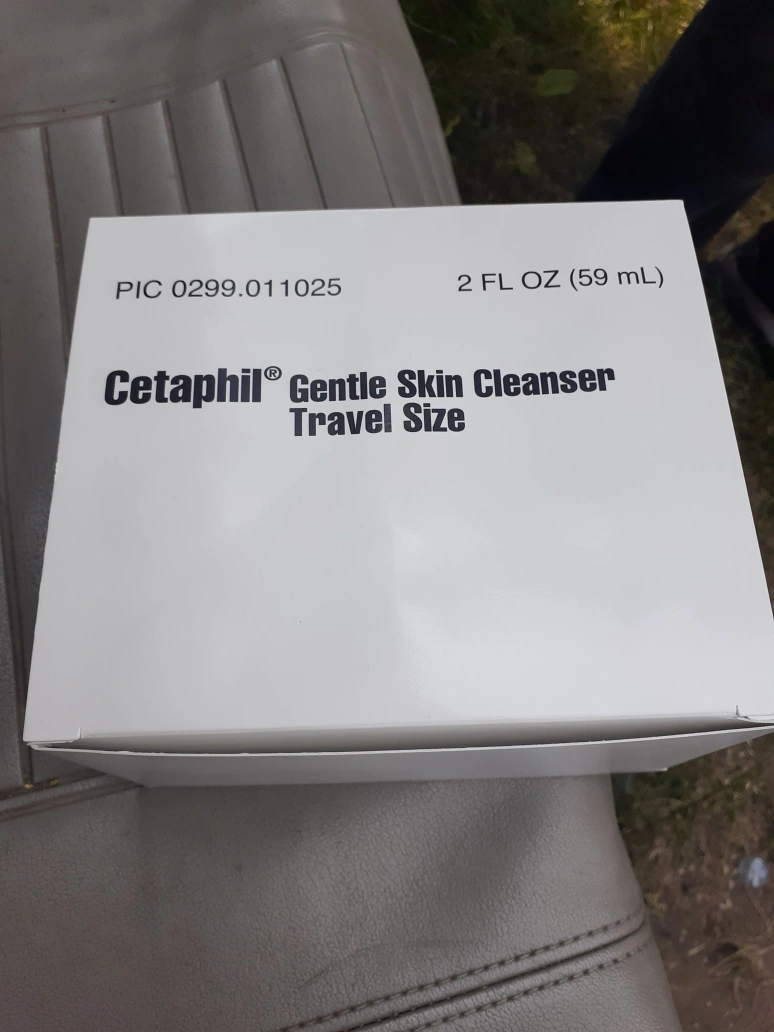 PIC 0299.011025 2 FL OZ (59 mL)
Cetaphil® Gentle Skin Cleanser
Travel Size